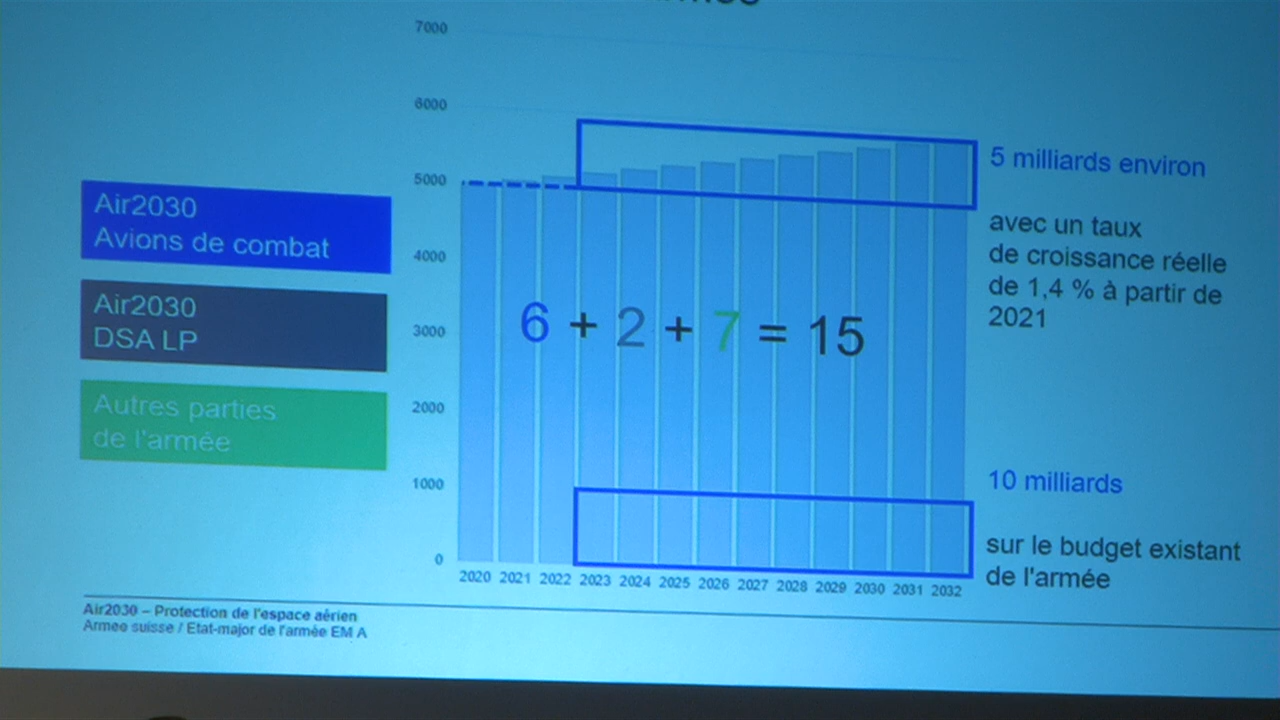 7000
6000
5000
4000
3000
2000
1000
0
Air2030
Avions de combat
Air2030
DSA LP
Autres parties
de l'armée
6 + 2 + 7 = 15
5 milliards environ
avec un taux
de croissance réelle
de 1,4 % à partir de
2021
10 milliards
sur le budget existant
de l'armée
2020 2021 2022 2023 2024 2025 2026 2027 2028 2029 2030 2031 2032
Air2030 – Protection de l'espace aérien
Armee suisse / Etat-major de l'armée EM A